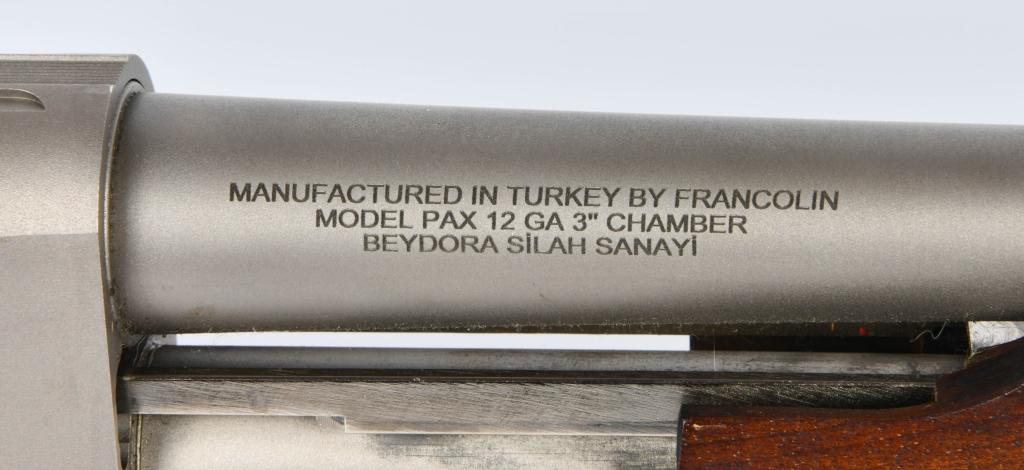 MANUFACTURED IN TURKEY BY FRANCOLIN
MODEL PAX 12 GA 3" CHAMBER
BEYDORA SİLAH SANAYİ